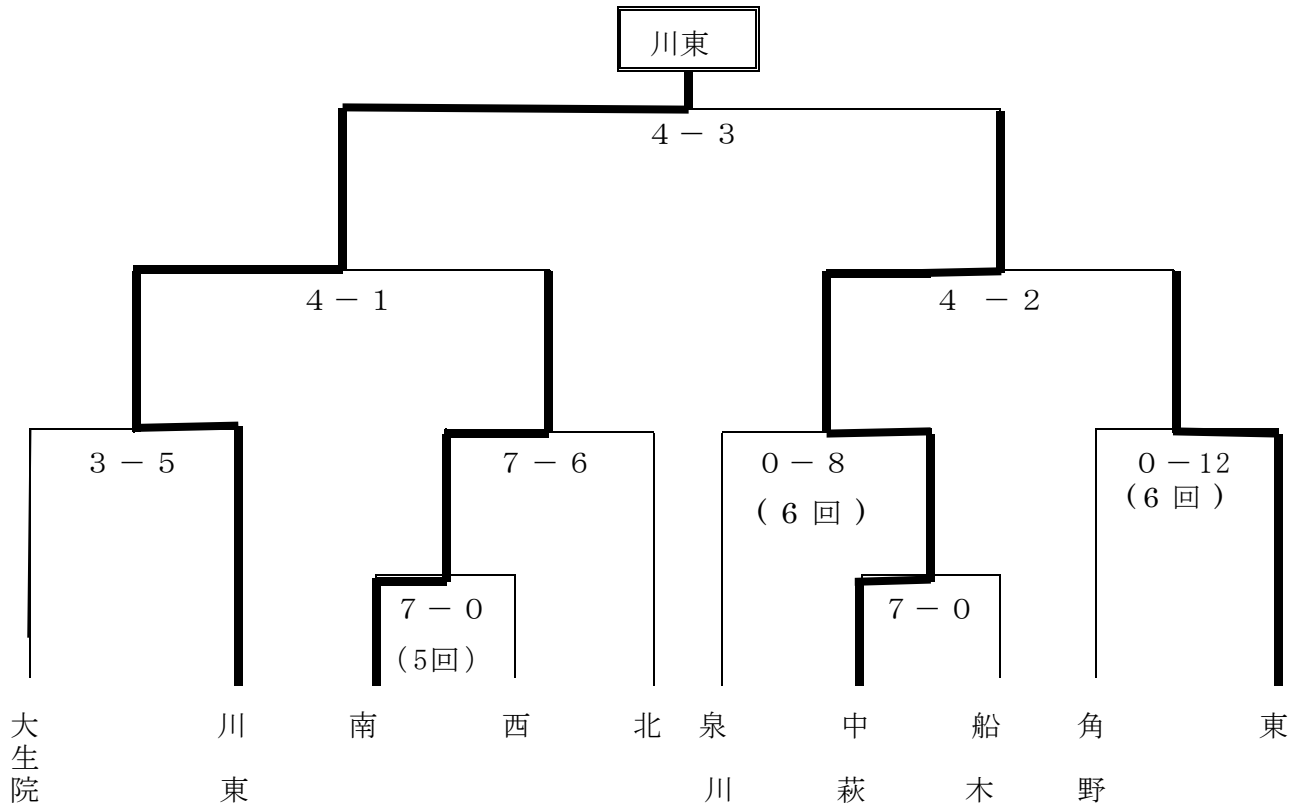 川東
４－３
４－１
４ －２
３－５
７－６
０－８
（６回）
０－12
（６回）
７－０
（5回）
７－０
大生院
川東
南
西
北
泉川
中萩
船木
角野
東